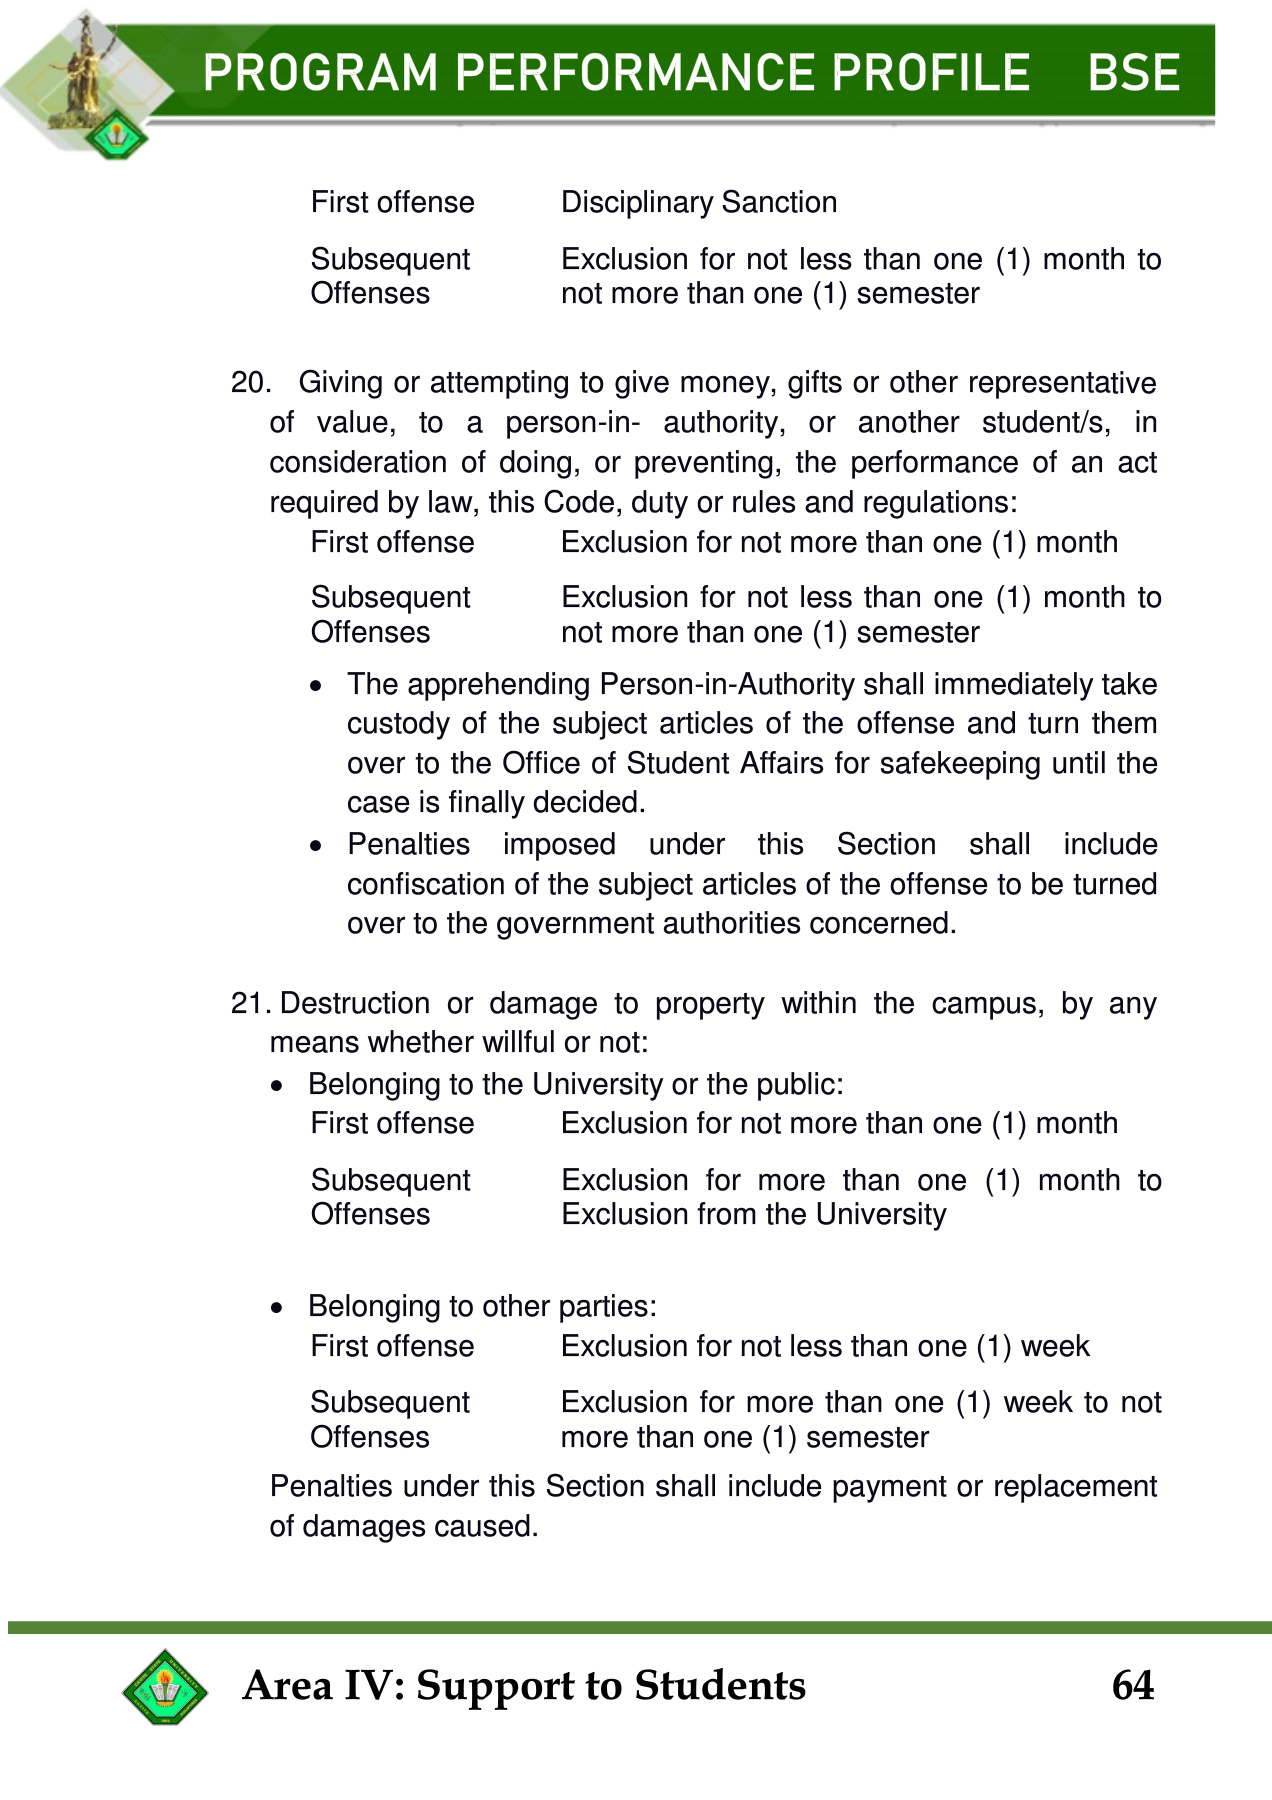 PROGRAM PERFORMANCE PROFILE BSE
First offense Disciplinary Sanction
Subsequent Exclusion for not less than one (1) month to
Offenses not more than one (1) semester
20. Giving or attempting to give money, gifts or other representative
of value, to a person-in- authority, or another student/s, in
consideration of doing, or preventing, the performance of an act
required by law, this Code, duty or rules and regulations:
First offense Exclusion for not more than one (1) month
Subsequent Exclusion for not less than one (1) month to
Offenses not more than one (1) semester
• The apprehending Person-in-Authority shall immediately take
custody of the subject articles of the offense and turn them
over to the Office of Student Affairs for safekeeping until the
case is finally decided.
• Penalties imposed under this Section shall include
confiscation of the subject articles of the offense to be turned
over to the government authorities concerned.
21. Destruction or damage to property within the campus, by any
means whether willful or not:
• Belonging to the University or the public:
First offense Exclusion for not more than one (1) month
Subsequent Exclusion for more than one (1) month to
Offenses Exclusion from the University
• Belonging to other parties:
First offense Exclusion for not less than one (1) week
Subsequent Exclusion for more than one (1) week to not
Offenses more than one (1) semester
Penalties under this Section shall include payment or replacement
of damages caused.
Area IV: Support to Students 64